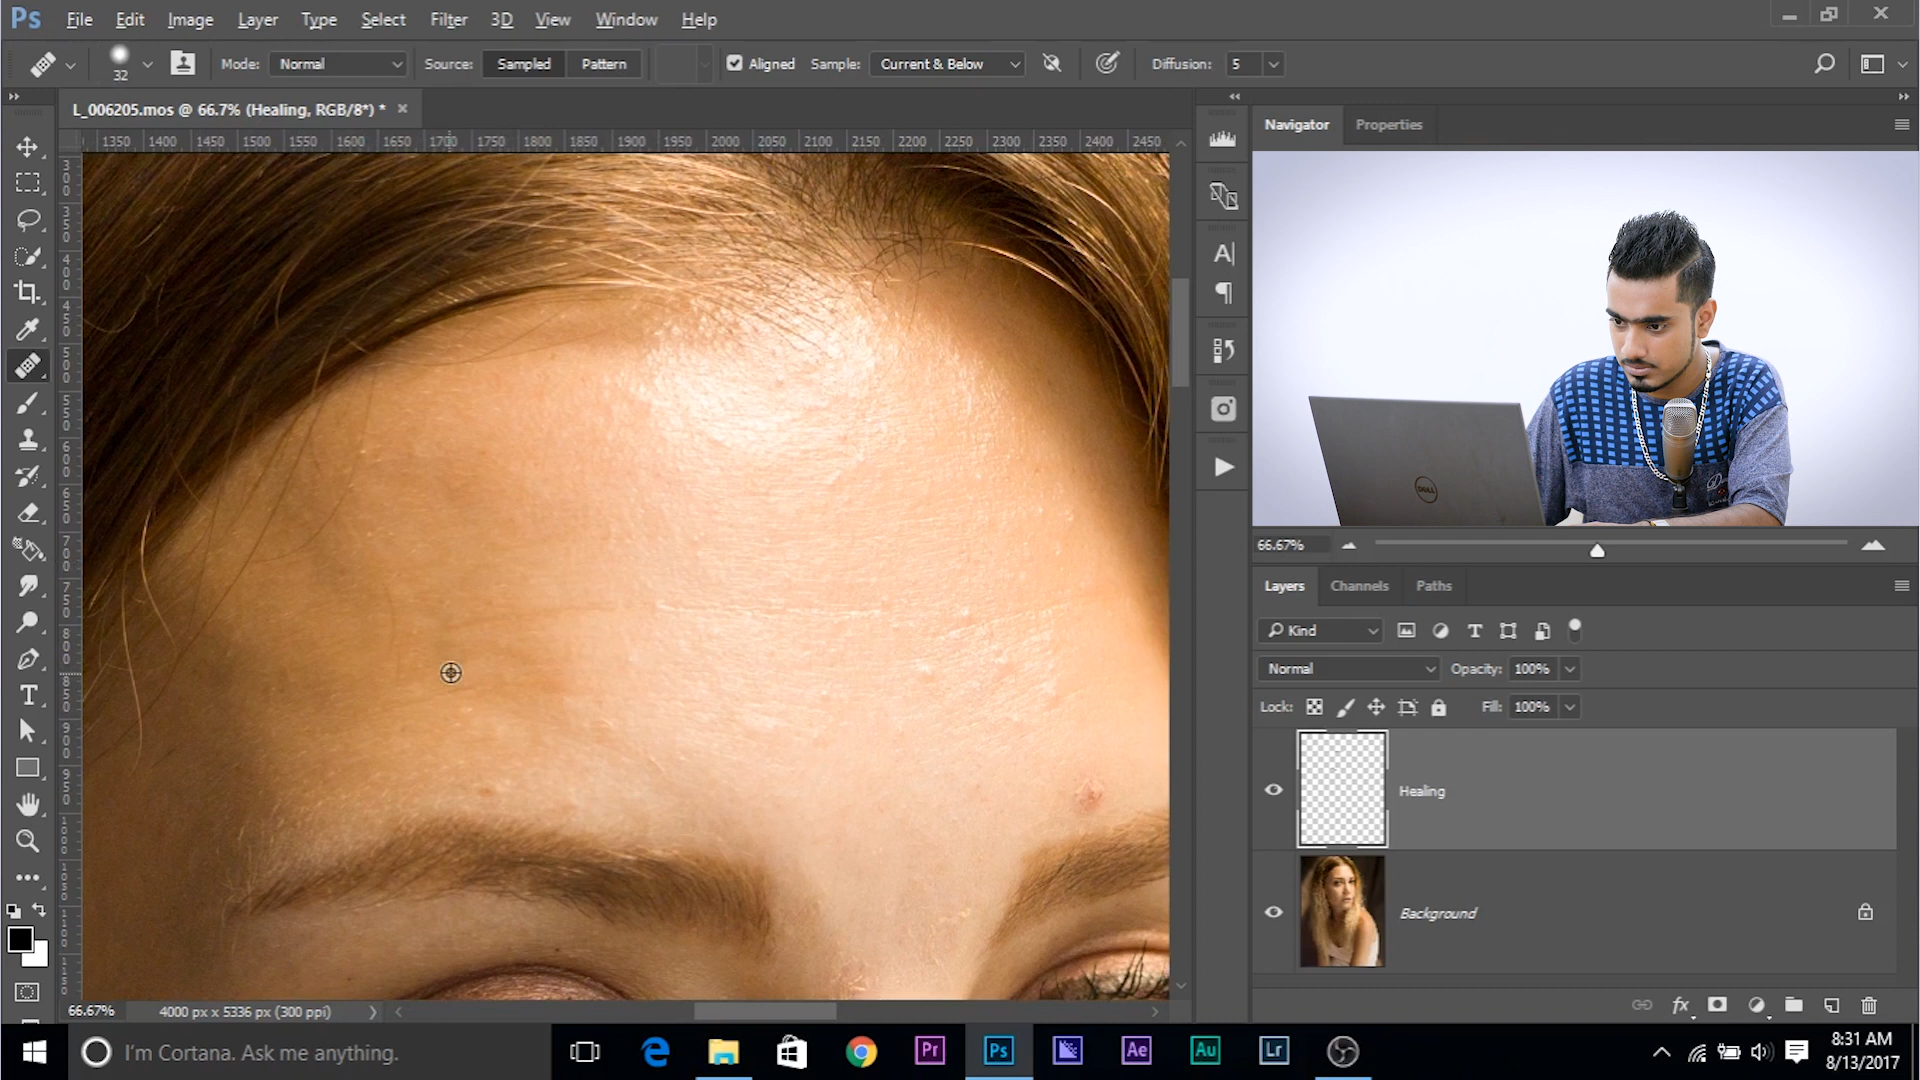 Ps File Edit Image Layer Type Select Filter 3D View Window Help
32 Mode: Normal Source: Sampled Pattern Aligned Sample: Current & Below Diffusion: 5
L_006205.mos @ 66.7% (Healing, RGB/8*) *
1350 1400 1450 1500 1550 1600 1650 1700 1750 1800 1850 1900 1950 2000 2050 2100 2150 2200 2250 2300 2350 2400 2450
Navigator Properties
DELL
66.67%
Layers Channels Paths
Kind
Normal Opacity: 100%
Lock: Fill: 100%
Healing
Background
66.67% 4000 px x 5336 px (300 ppi)
I'm Cortana. Ask me anything.
Pr Ps Ae Au Lr
8:31 AM
8/13/2017